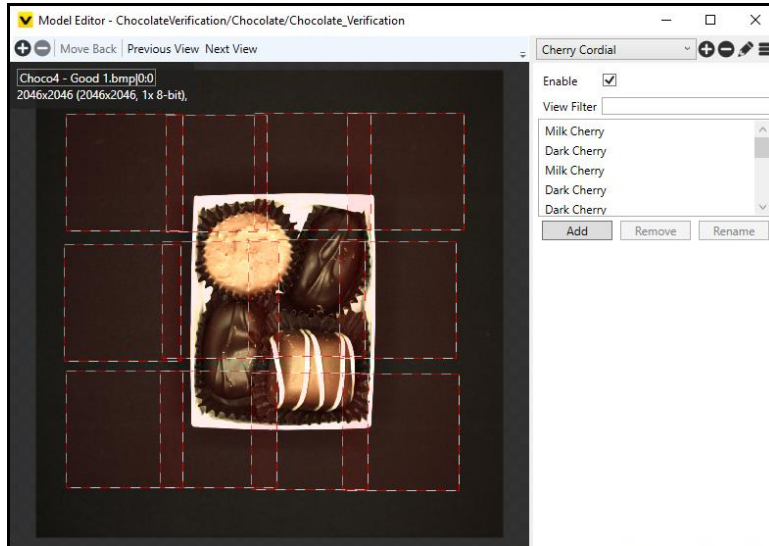 Model Editor - ChocolateVerification/Chocolate/Chocolate_Verification
Move Back Previous View Next View
Cherry Cordial
Choco4 - Good 1.bmp|0:0
2046x2046 (2046x2046, 1x 8-bit),
Enable
View Filter
Milk Cherry
Dark Cherry
Milk Cherry
Dark Cherry
Dark Cherry
Add Remove Rename